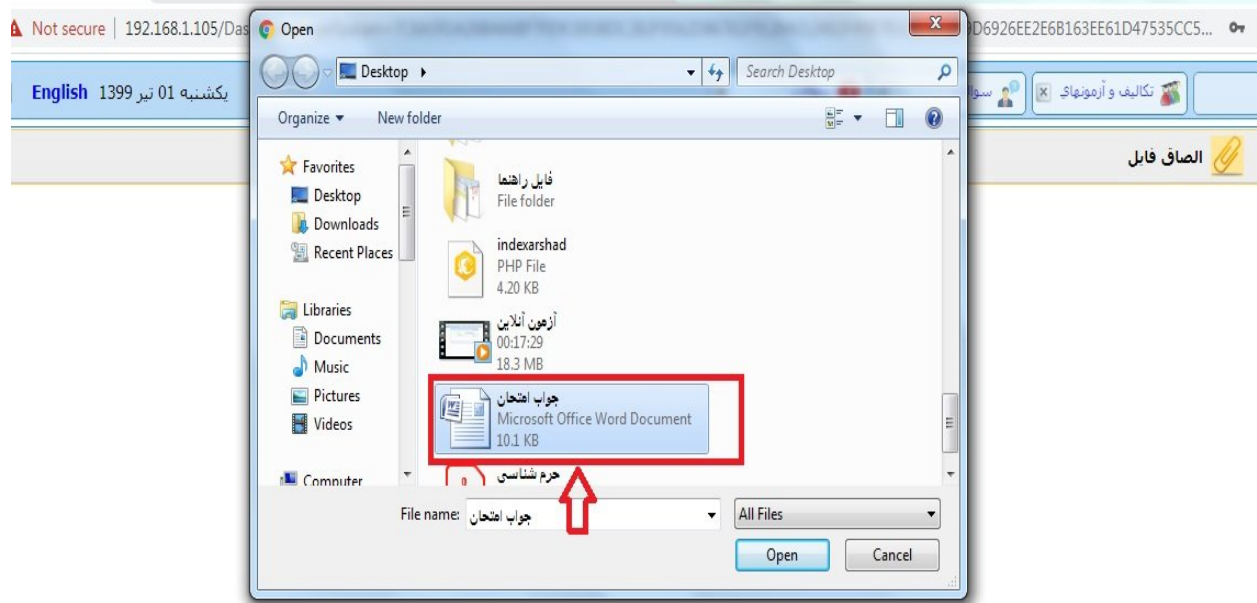 Not secure | 192.168.1.105/Das
Open
D6926EE2E6B163EE61D47535CC5...
Desktop
Search Desktop
English یکشنبه 01 تیر 1399
تکالیف و آزمونهای
سوا
Organize
New folder
الصاق فایل
Favorites
Desktop
Downloads
Recent Places
Libraries
Documents
Music
Pictures
Videos
Computer
فایل راهنما
File folder
indexarshad
PHP File
4.20 KB
آزمون آنلاین
00:17:29
18.3 MB
جواب امتحان
Microsoft Office Word Document
10.1 KB
حرم شناسی
File name: جواب امتحان
All Files
Open
Cancel